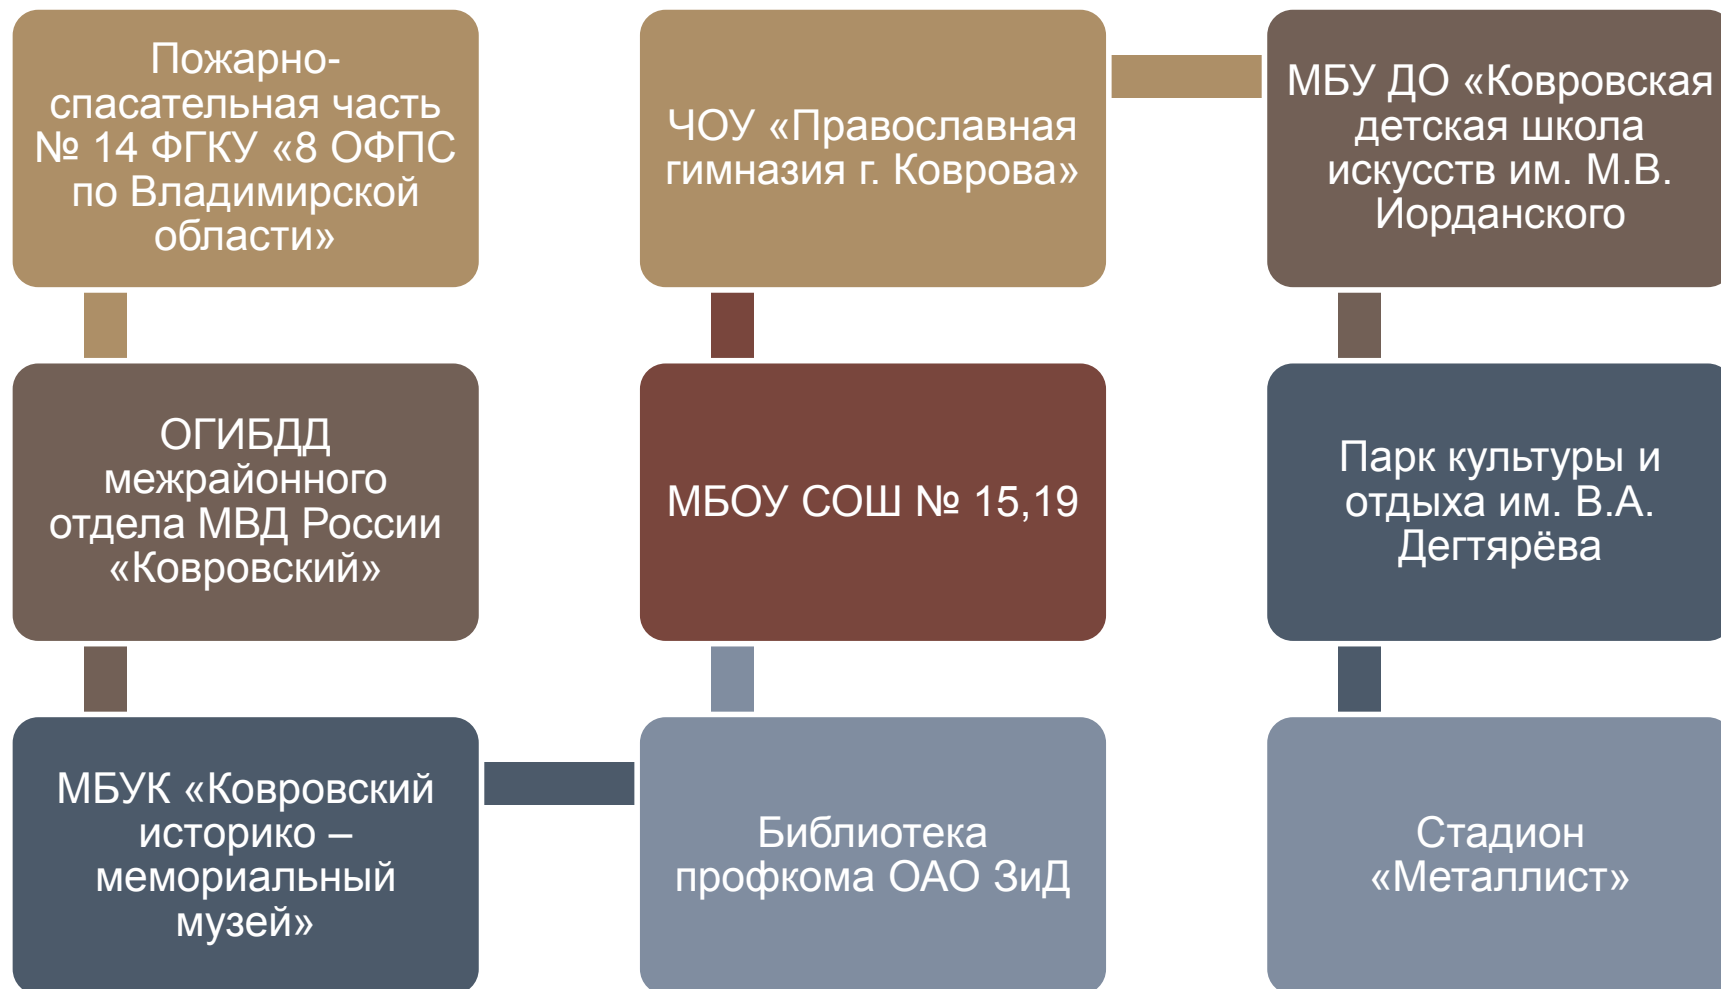 Пожарно-
спасательная часть
№ 14 ФГКУ «8 ОФПС
по Владимирской
области»
ОГИБДД
межрайонного
отдела МВД России
«Ковровский»
МБУК «Ковровский
историко –
мемориальный
музей»
Библиотека
профкома ОАО ЗиД
МБОУ СОШ № 15,19
ЧОУ «Православная
гимназия г. Коврова»
МБУ ДО «Ковровская
детская школа
искусств им. М.В.
Иорданского
Парк культуры и
отдыха им. В.А.
Дегтярёва
Стадион
«Металлист»